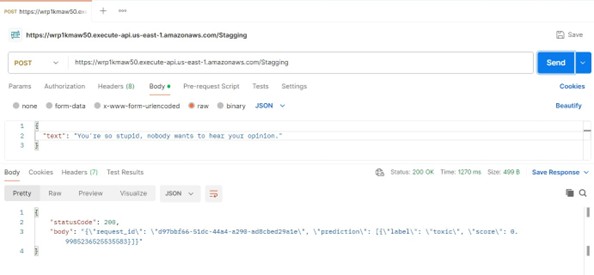 POST https://wrp1kmaw50.ex
https://wrp1kmaw50.execute-api.us-east-1.amazonaws.com/Stagging
Save
POST https://wrp1kmaw50.execute-api.us-east-1.amazonaws.com/Stagging
Send
Params Authorization Headers (8) Body Pre-request Script Tests Settings
Cookies
none form-data x-www-form-urlencoded raw binary JSON
Beautify
1 {
2 "text": "You're so stupid, nobody wants to hear your opinion."
3 }
Body Cookies Headers (7) Test Results
Status: 200 OK Time: 1270 ms Size: 499 B Save Response
Pretty Raw Preview Visualize JSON
1 {
2 "statusCode": 200,
3 "body": "{\"request_id\": \"d97bbf66-51dc-44a4-a298-ad8cbed29a1e\", \"prediction\": [{\"label\": \"toxic\", \"score\": 0.
9985236525535583}]}"
4 }